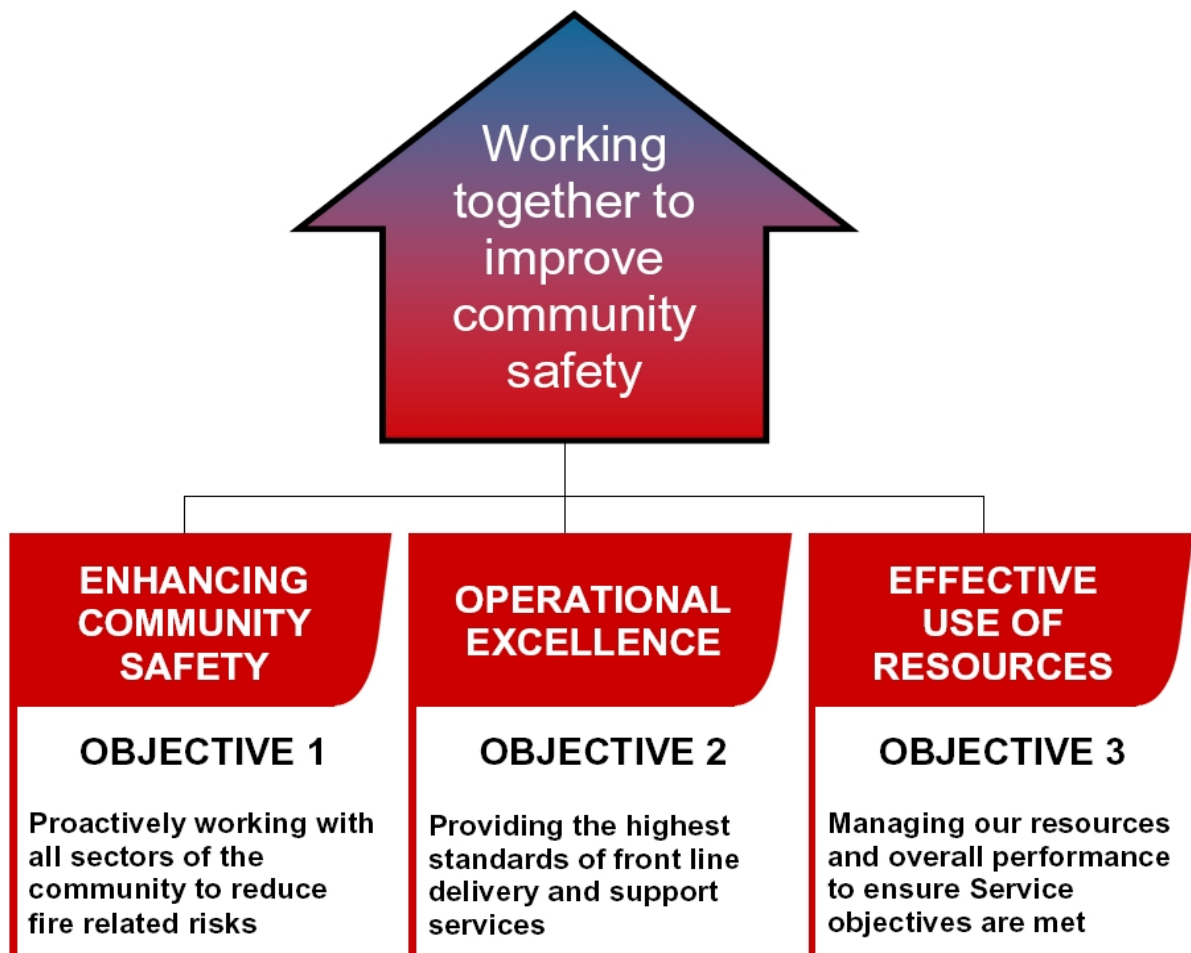 Working
together to
improve
community
safety
ENHANCING
COMMUNITY
SAFETY
OBJECTIVE 1
Proactively working with
all sectors of the
community to reduce
fire related risks
OPERATIONAL
EXCELLENCE
OBJECTIVE 2
Providing the highest
standards of front line
delivery and support
services
EFFECTIVE
USE OF
RESOURCES
OBJECTIVE 3
Managing our resources
and overall performance
to ensure Service
objectives are met